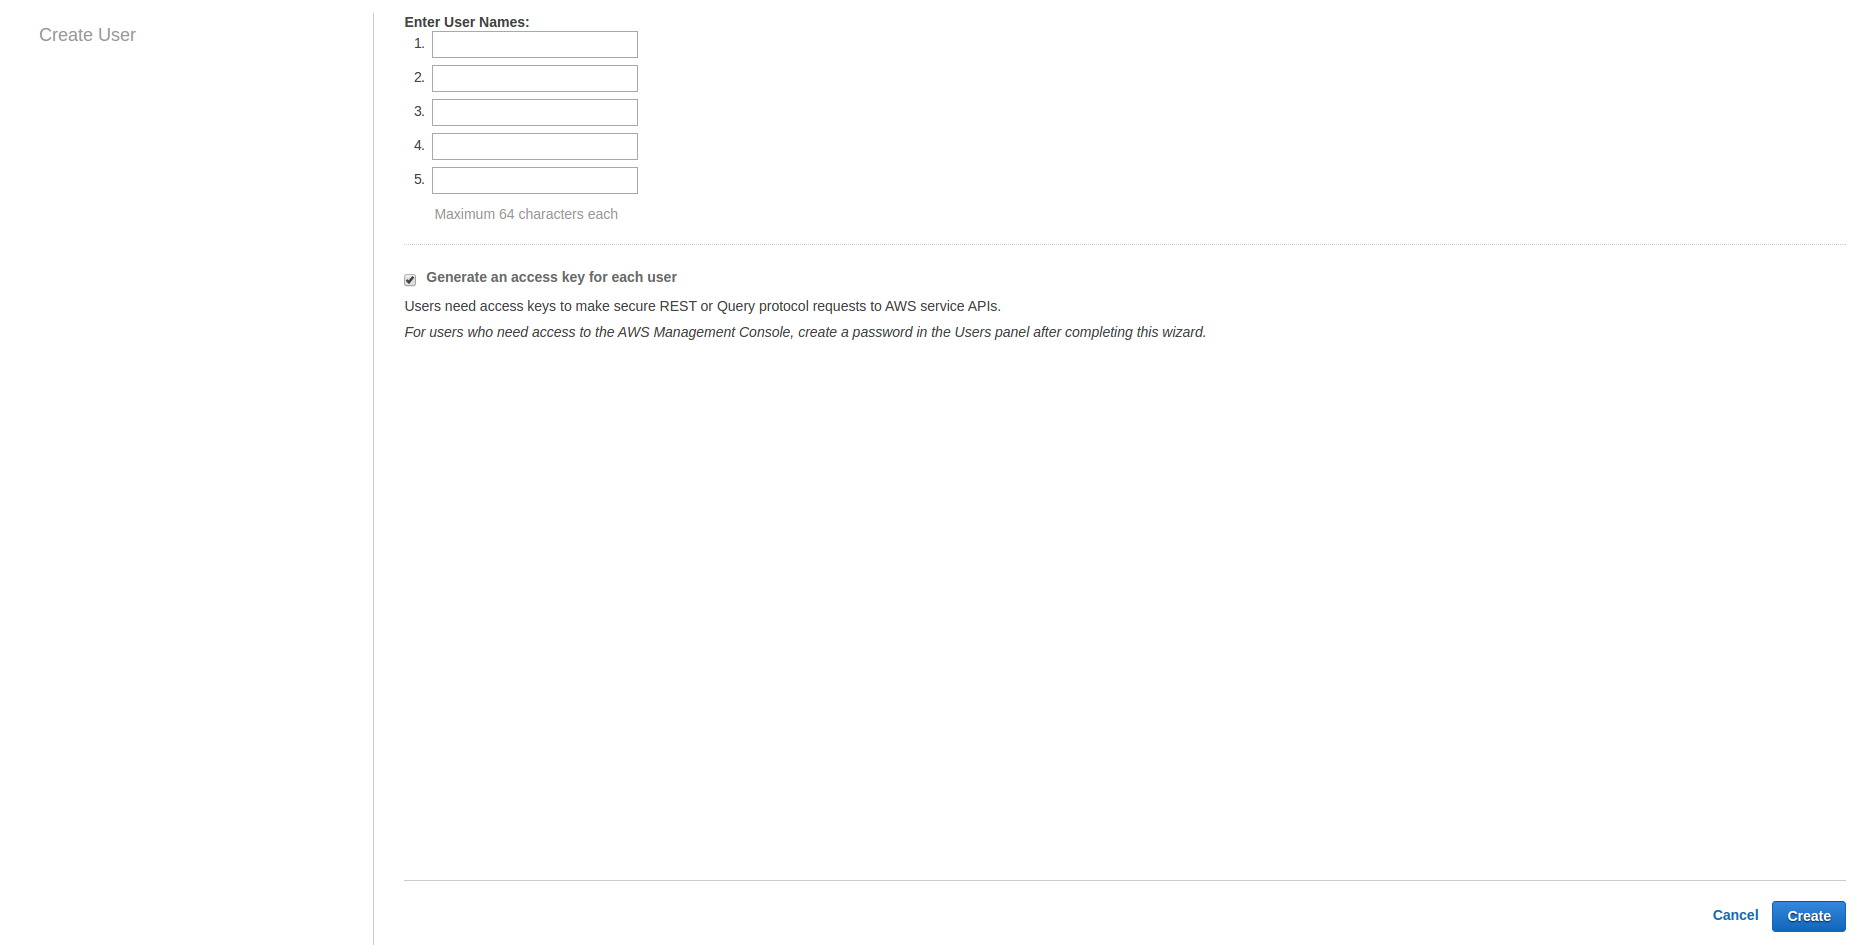 Create User
Enter User Names:
1.
2.
3.
4.
5.
Maximum 64 characters each
Generate an access key for each user
Users need access keys to make secure REST or Query protocol requests to AWS service APIs.
For users who need access to the AWS Management Console, create a password in the Users panel after completing this wizard.
Cancel Create